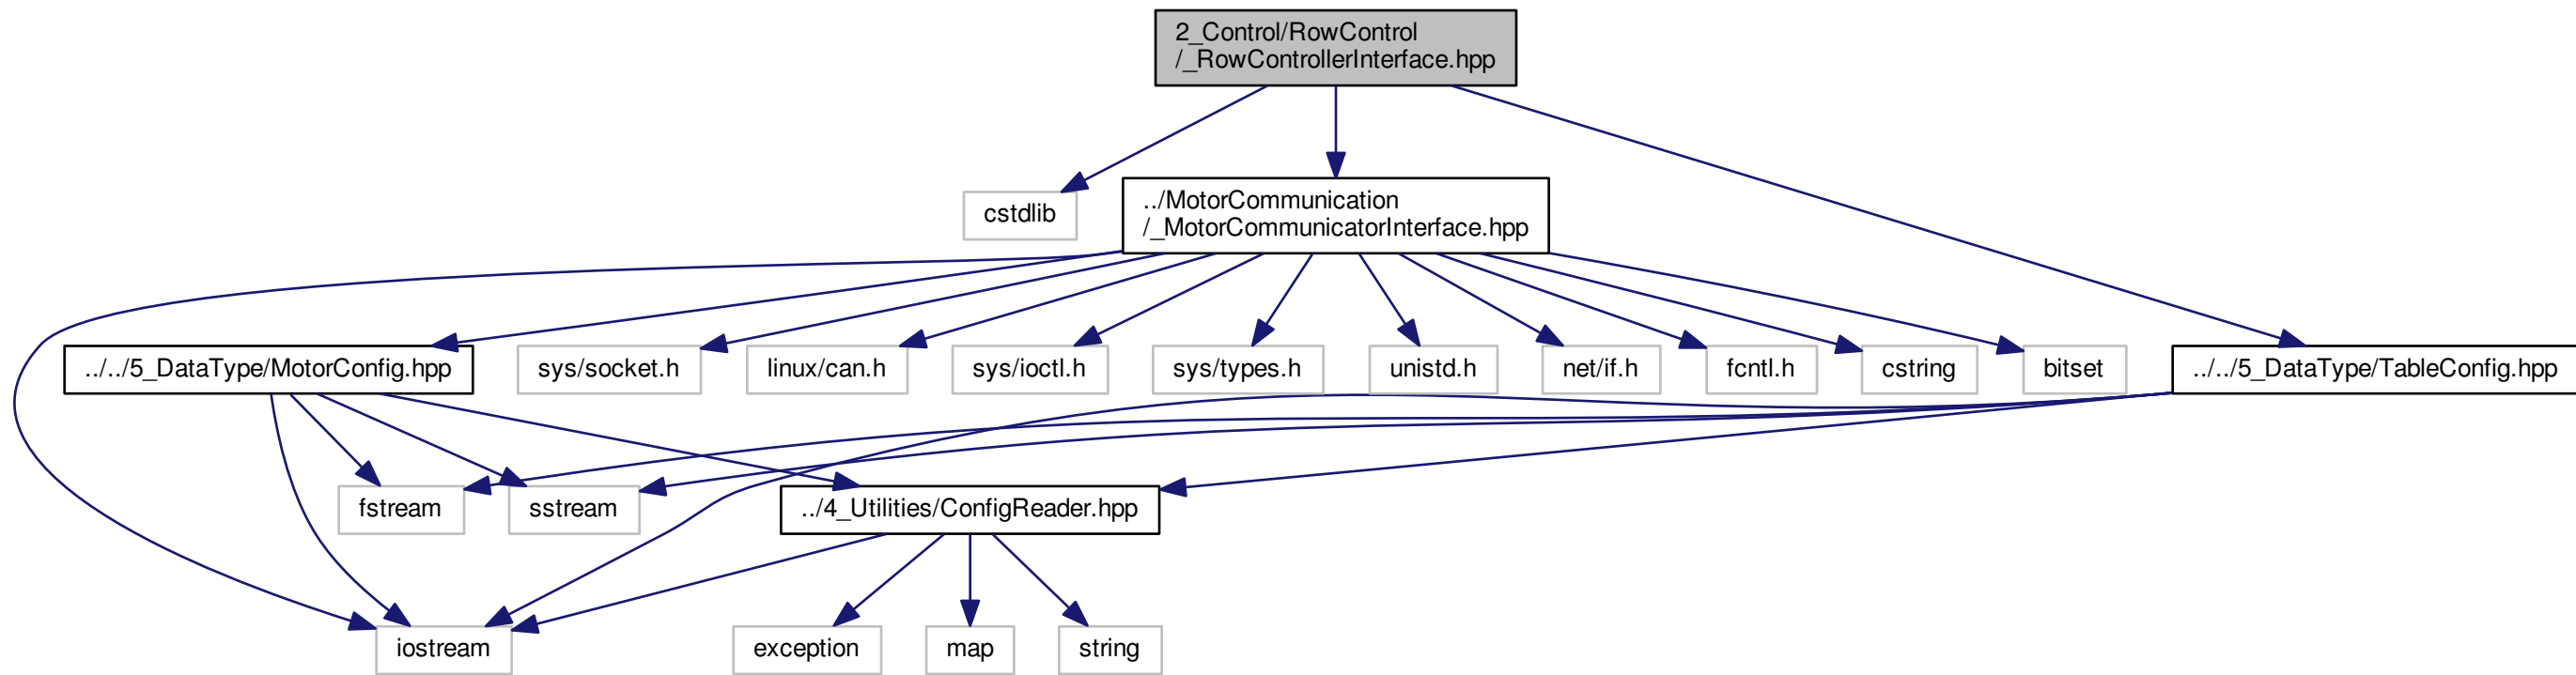 2_Control/RowControl
/_RowControllerInterface.hpp
cstdlib
../MotorCommunication
/_MotorCommunicatorInterface.hpp
../../5_DataType/MotorConfig.hpp
sys/socket.h
linux/can.h
sys/ioctl.h
sys/types.h
unistd.h
net/if.h
fcntl.h
cstring
bitset
../../5_DataType/TableConfig.hpp
fstream
sstream
../4_Utilities/ConfigReader.hpp
iostream
exception
map
string